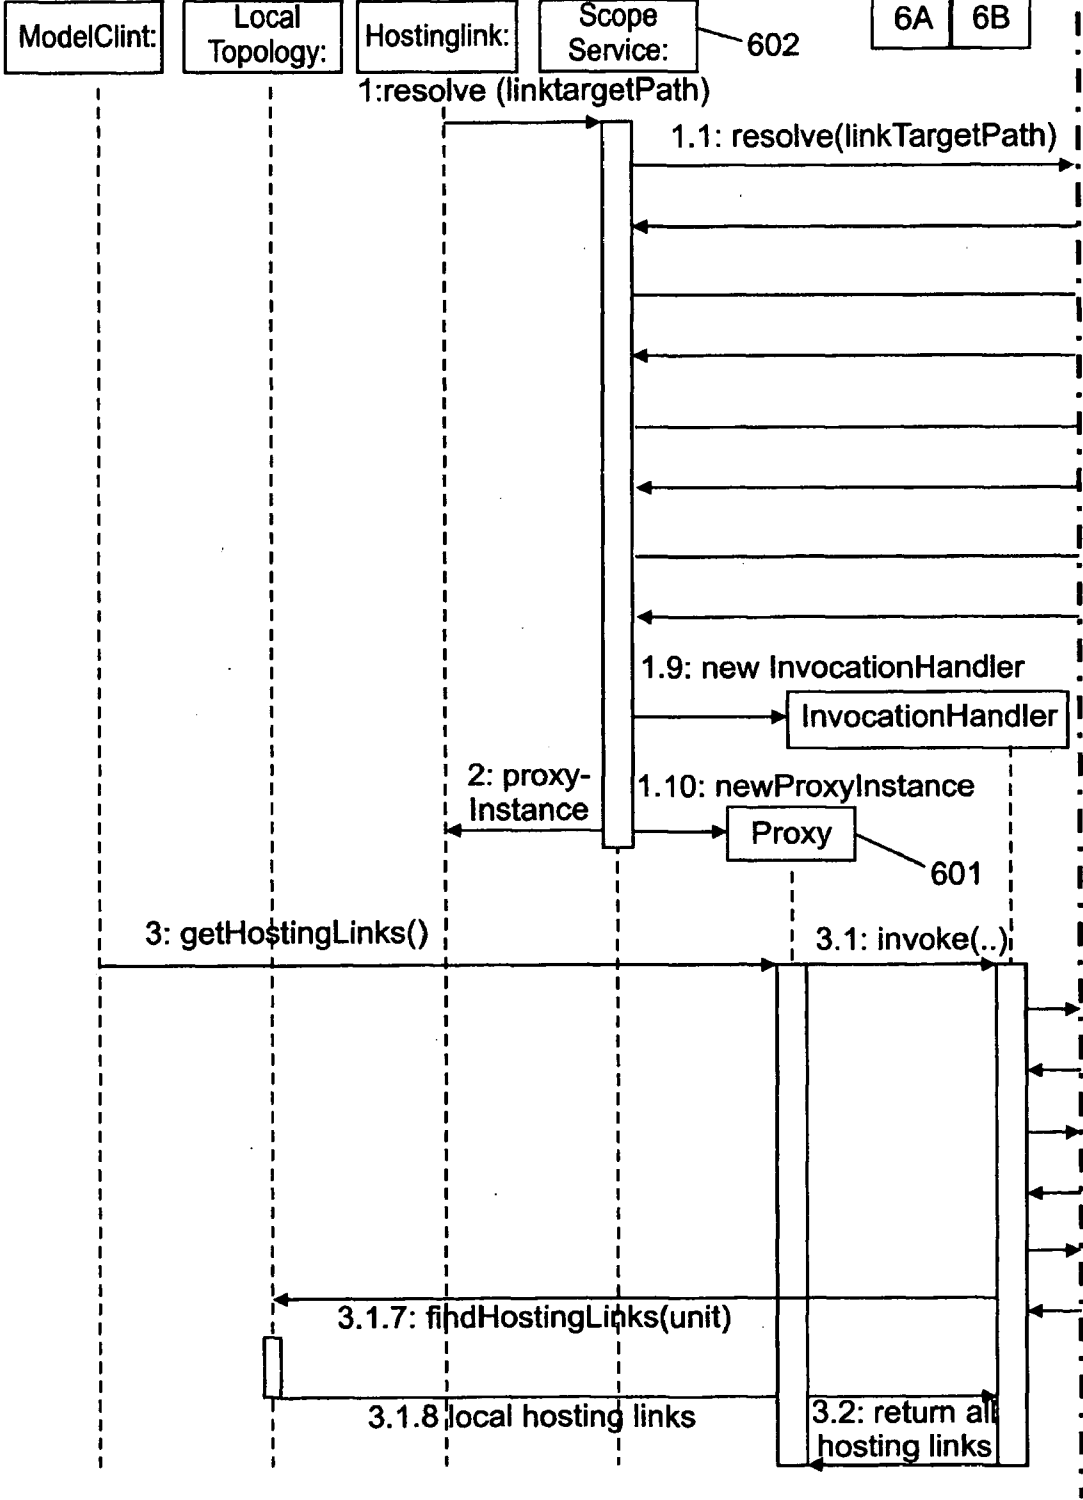 ModelClint:
Local
Topology:
Hostinglink:
Scope
Service:
602
6A
6B
1:resolve (linktargetPath)
1.1: resolve(linkTargetPath)
1.9: new InvocationHandler
InvocationHandler
2: proxy-
Instance
1.10: newProxyInstance
Proxy
601
3: getHostingLinks()
3.1: invoke(..)
3.1.7: findHostingLinks(unit)
3.1.8 local hosting links
3.2: return all
hosting links